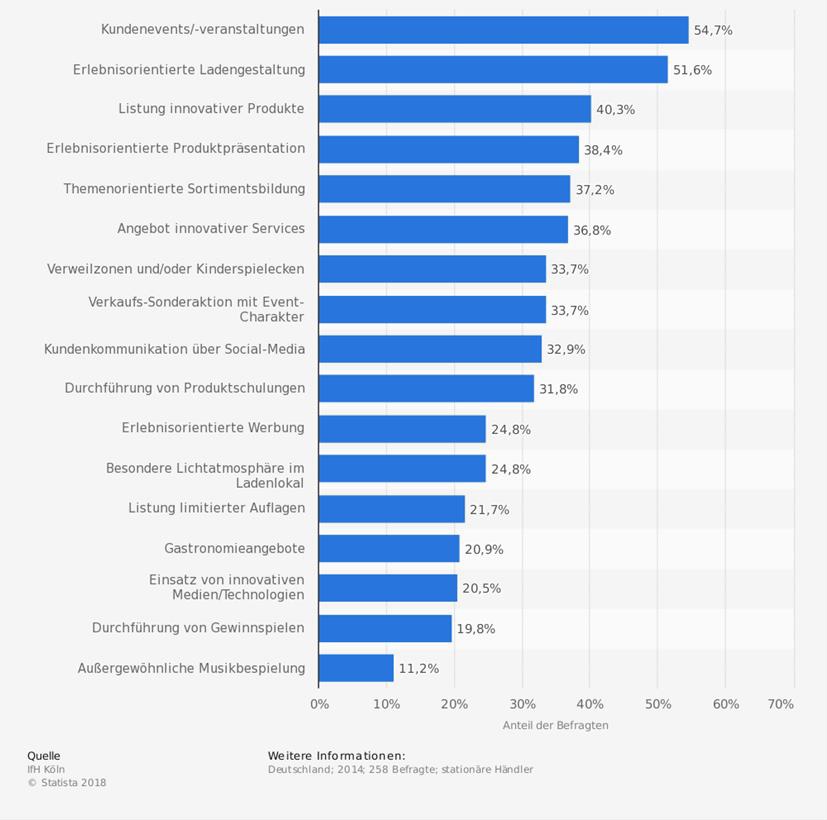 Kundenevents/-veranstaltungen 54,7%
Erlebnisorientierte Ladengestaltung 51,6%
Listung innovativer Produkte 40,3%
Erlebnisorientierte Produktpräsentation 38,4%
Themenorientierte Sortimentsbildung 37,2%
Angebot innovativer Services 36,8%
Verweilzonen und/oder Kinderspielecken 33,7%
Verkaufs-Sonderaktion mit Event-
Charakter 33,7%
Kundenkommunikation über Social-Media 32,9%
Durchführung von Produktschulungen 31,8%
Erlebnisorientierte Werbung 24,8%
Besondere Lichtatmosphäre im
Ladenlokal 24,8%
Listung limitierter Auflagen 21,7%
Gastronomieangebote 20,9%
Einsatz von innovativen
Medien/Technologien 20,5%
Durchführung von Gewinnspielen 19,8%
Außergewöhnliche Musikbespielung 11,2%
0% 10% 20% 30% 40% 50% 60% 70%
Anteil der Befragten
Quelle
IfH Köln
© Statista 2018
Weitere Informationen:
Deutschland; 2014; 258 Befragte; stationäre Händler